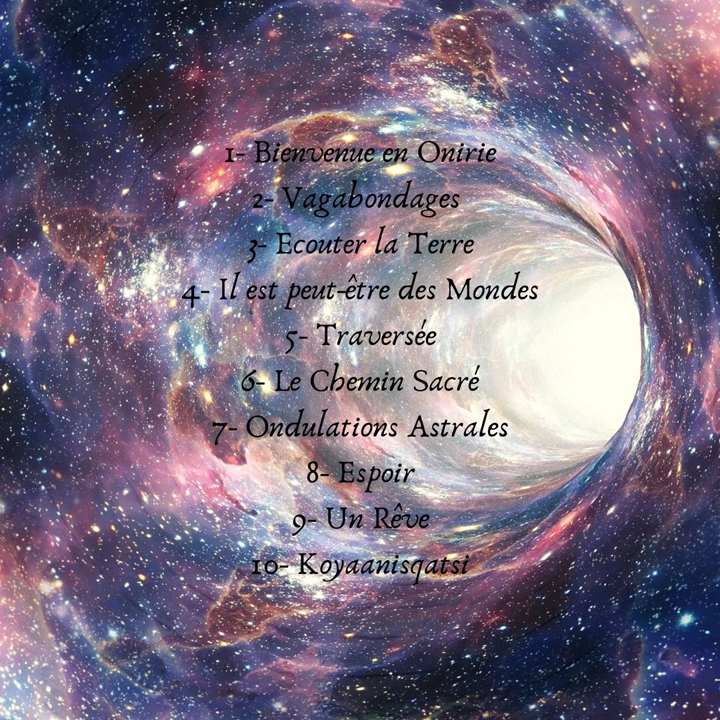 1- Bienvenue en Onirie
2- Vagabondages
3- Ecouter la Terre
4- Il est peut-être des Mondes
5- Traversée
6- Le Chemin Sacré
7- Ondulations Astrales
8- Espoir
9- Un Rêve
10- Koyaanisqatsi